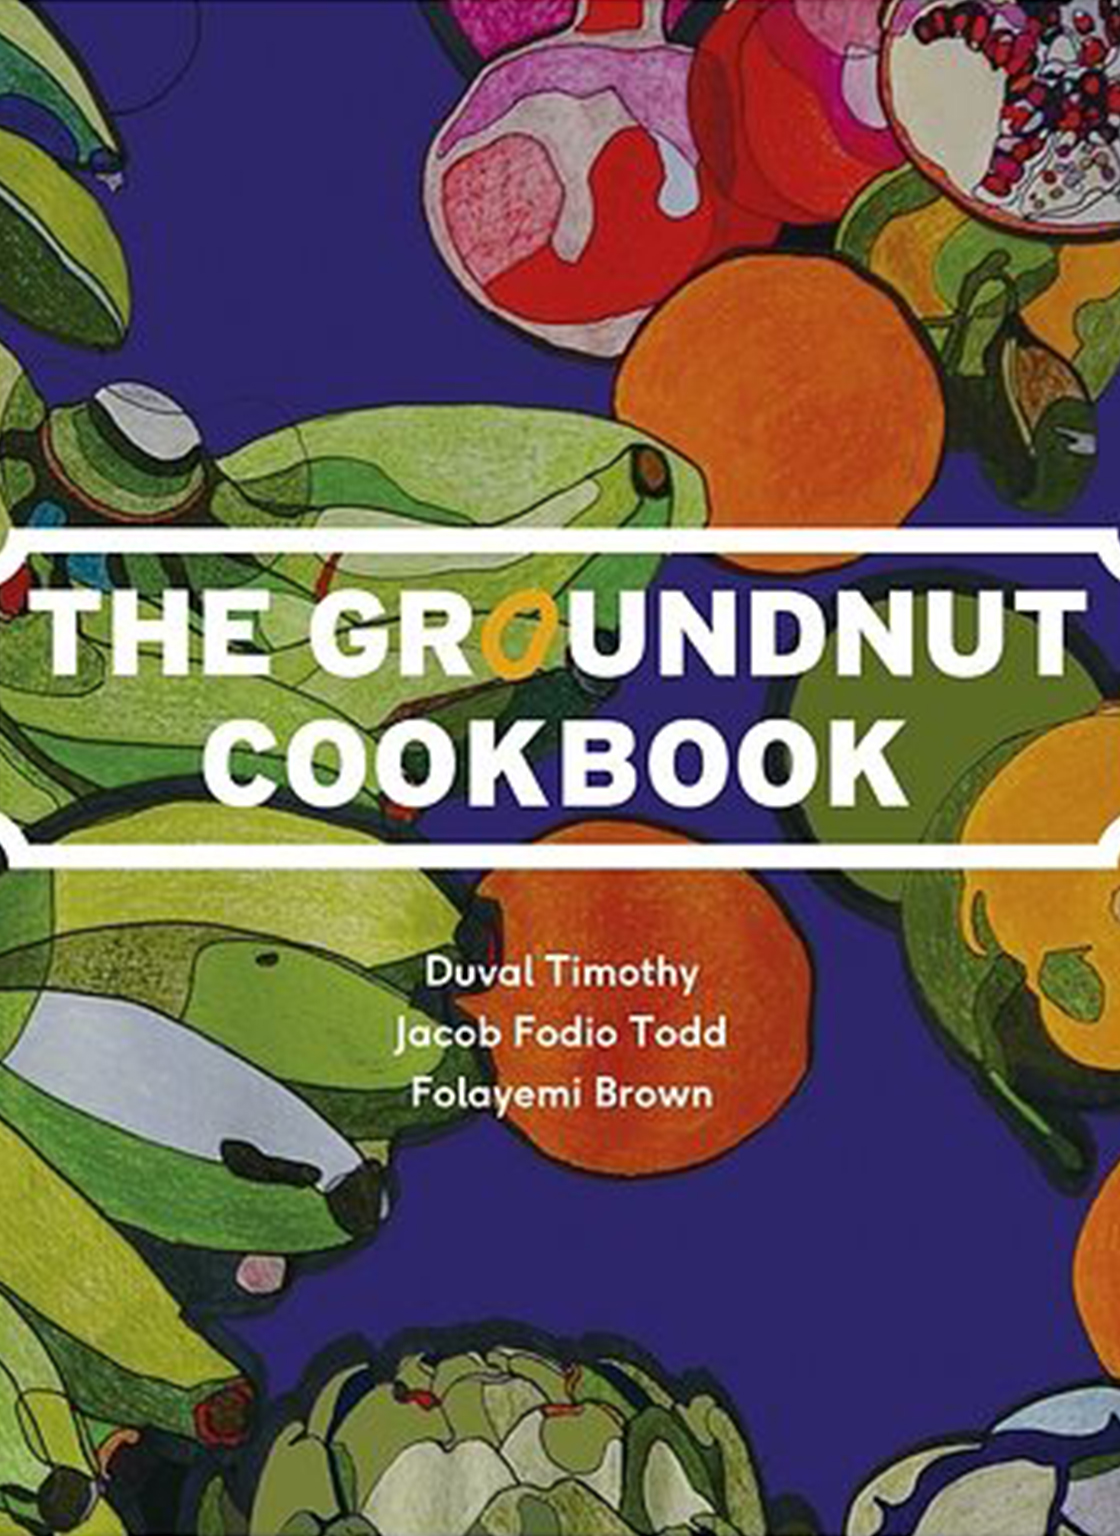 THE GROUNDNUT
COOKBOOK
Duval Timothy
Jacob Fodio Todd
Folayemi Brown